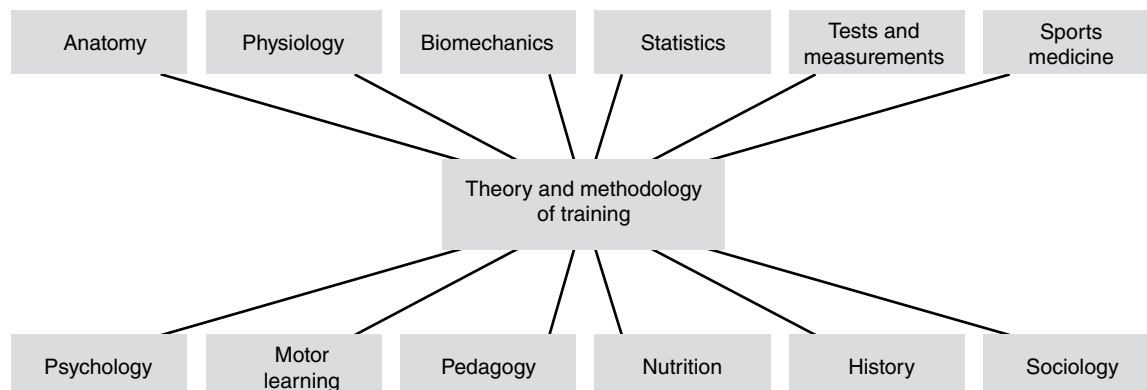 Anatomy
Physiology
Biomechanics
Statistics
Tests and
measurements
Sports
medicine
Theory and methodology
of training
Psychology
Motor
learning
Pedagogy
Nutrition
History
Sociology